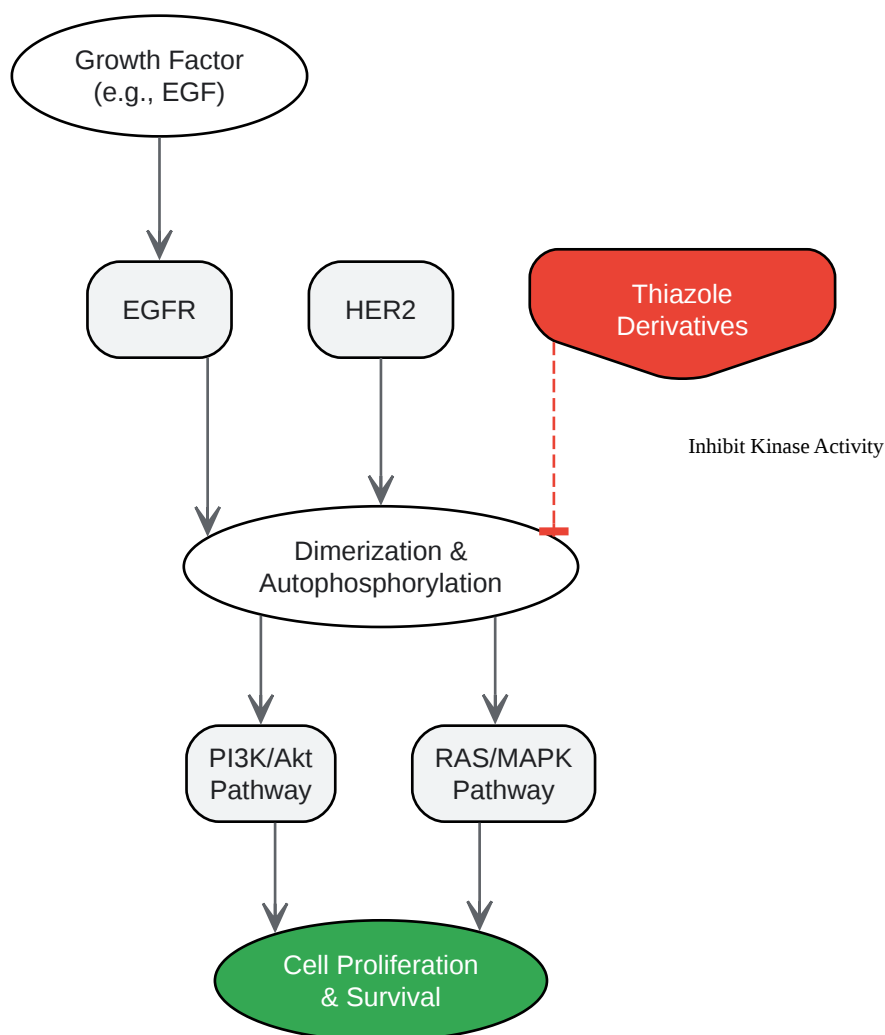 Growth Factor
(e.g., EGF)
EGFR
HER2
Thiazole
Derivatives
Inhibit Kinase Activity
Dimerization &
Autophosphorylation
PI3K/Akt
Pathway
RAS/MAPK
Pathway
Cell Proliferation
& Survival